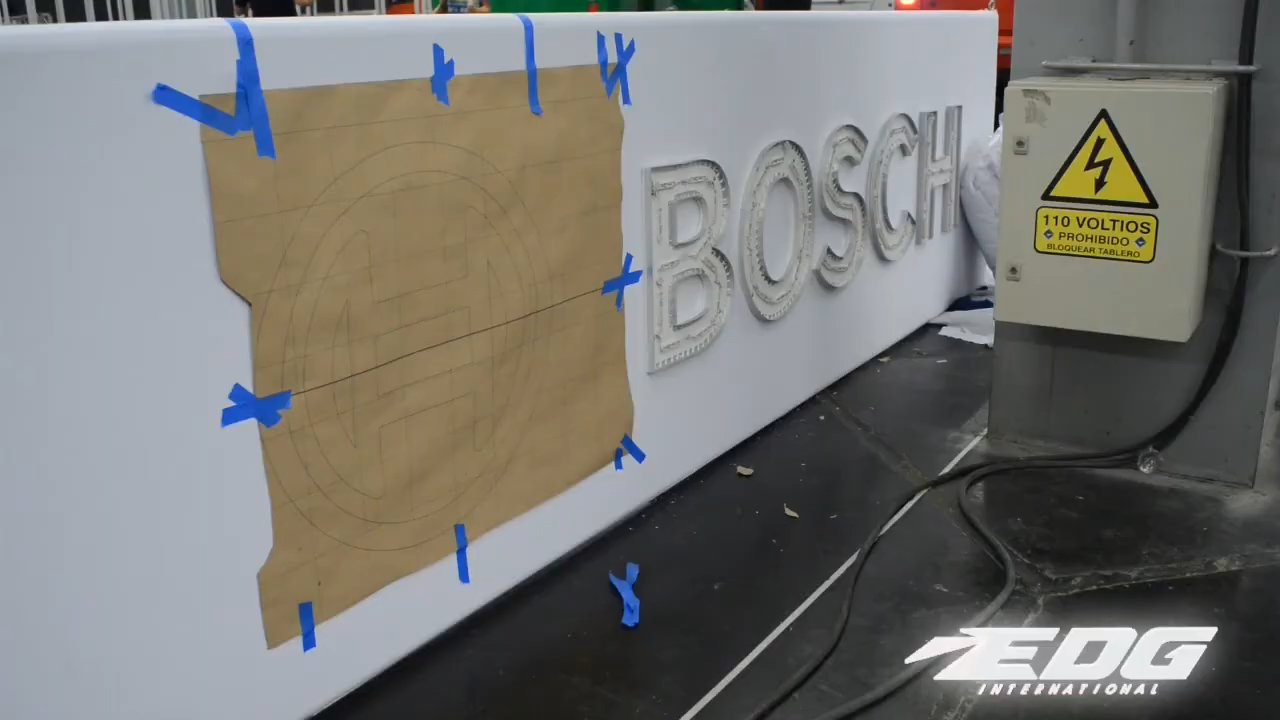 BOSCH
110 VOLTIOS
PROHIBIDO
BLOQUEAR TABLERO
EDG
INTERNATIONAL